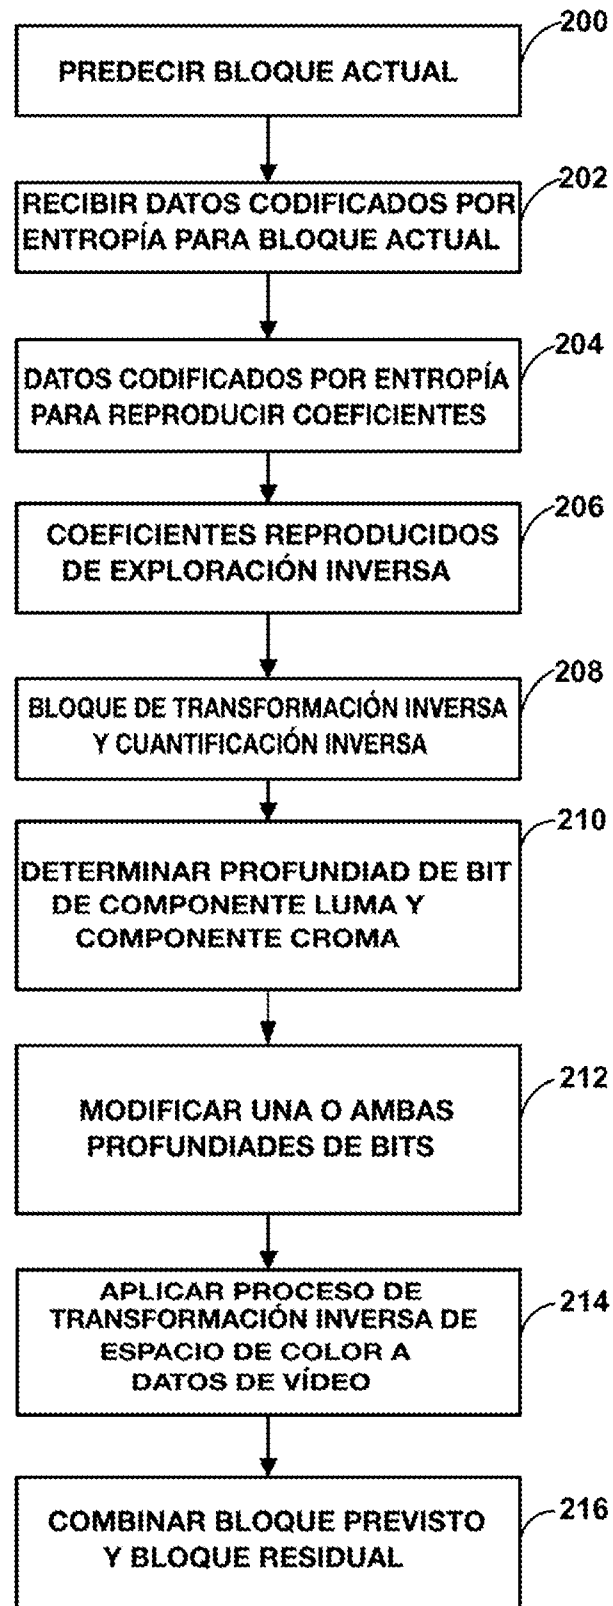 200
PREDECIR BLOQUE ACTUAL
202
RECIBIR DATOS CODIFICADOS POR
ENTROPÍA PARA BLOQUE ACTUAL
204
DATOS CODIFICADOS POR ENTROPÍA
PARA REPRODUCIR COEFICIENTES
206
COEFICIENTES REPRODUCIDOS
DE EXPLORACIÓN INVERSA
208
BLOQUE DE TRANSFORMACIÓN INVERSA
Y CUANTIFICACIÓN INVERSA
210
DETERMINAR PROFUNDIAD DE BIT
DE COMPONENTE LUMA Y
COMPONENTE CROMA
212
MODIFICAR UNA O AMBAS
PROFUNDIADES DE BITS
214
APLICAR PROCESO DE
TRANSFORMACIÓN INVERSA DE
ESPACIO DE COLOR A
DATOS DE VÍDEO
216
COMBINAR BLOQUE PREVISTO
Y BLOQUE RESIDUAL